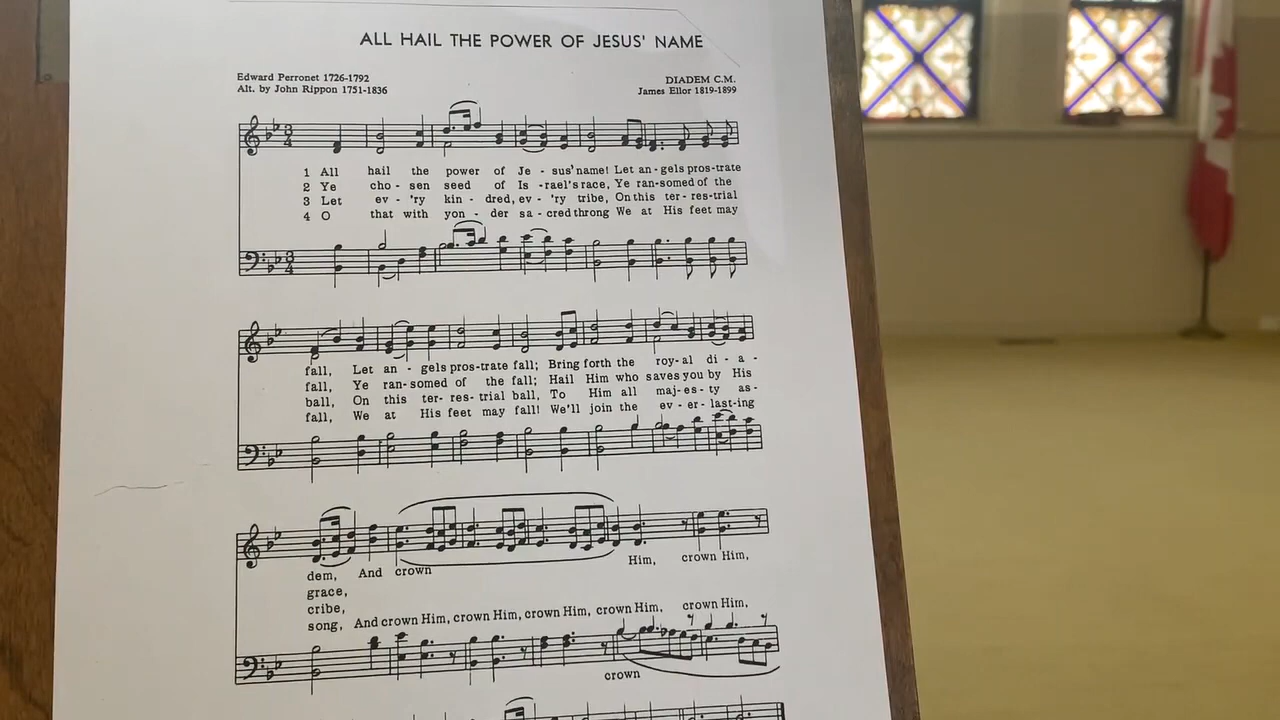 ALL HAIL THE POWER OF JESUS' NAME
Edward Perronet 1726-1792
Alt. by John Rippon 1751-1836
DIADEM C.M.
James Ellor 1819-1899
3
4
1 All hail the power of Je - sus' name! Let an - gels pros-trate
2 Ye cho - sen seed of Is - rael's race, Ye ran-somed of the
3 Let ev - 'ry kin - dred, ev - 'ry tribe, On this ter - res-trial
4 O that with yon - der sa - cred throng We at His feet may
3
4
fall, Let an - gels pros-trate fall; Bring forth the roy-al di - a -
fall, Ye ran-somed of the fall; Hail Him who saves you by His
ball, On this ter- res- trial ball, To Him all maj- es- ty as-
fall, We at His feet may fall! We'll join the ev - er - last-ing
dem, And crown Him, crown Him,
grace,
cribe,
song, And crown Him, crown Him, crown Him, crown Him, crown Him,
crown